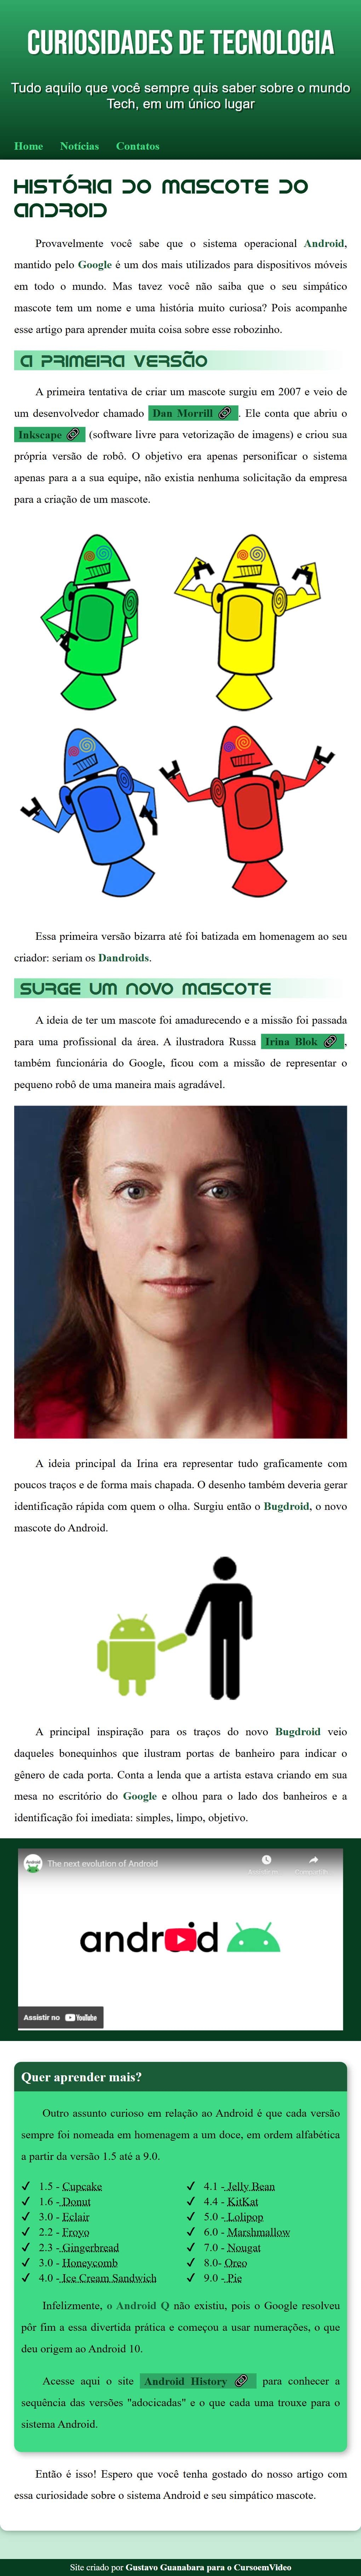 CURIOSIDADES DE TECNOLOGIA
Tudo aquilo que você sempre quis saber sobre o mundo
Tech, em um único lugar
Home Notícias Contatos
História do Mascote do
Android
Provavelmente você sabe que o sistema operacional Android,
mantido pelo Google é um dos mais utilizados para dispositivos móveis
em todo o mundo. Mas tavez você não saiba que o seu simpático
mascote tem um nome e uma história muito curiosa? Pois acompanhe
esse artigo para aprender muita coisa sobre esse robozinho.
A primeira versão
A primeira tentativa de criar um mascote surgiu em 2007 e veio de
um desenvolvedor chamado Dan Morrill . Ele conta que abriu o
Inkscape (software livre para vetorização de imagens) e criou sua
própria versão de robô. O objetivo era apenas personificar o sistema
apenas para a a sua equipe, não existia nenhuma solicitação da empresa
para a criação de um mascote.
Essa primeira versão bizarra até foi batizada em homenagem ao seu
criador: seriam os Dandroids.
Surge um novo mascote
A ideia de ter um mascote foi amadurecendo e a missão foi passada
para uma profissional da área. A ilustradora Russa Irina Blok ,
também funcionária do Google, ficou com a missão de representar o
pequeno robô de uma maneira mais agradável.
A ideia principal da Irina era representar tudo graficamente com
poucos traços e de forma mais chapada. O desenho também deveria gerar
identificação rápida com quem o olha. Surgiu então o Bugdroid, o novo
mascote do Android.
A principal inspiração para os traços do novo Bugdroid veio
daqueles bonequinhos que ilustram portas de banheiro para indicar o
gênero de cada porta. Conta a lenda que a artista estava criando em sua
mesa no escritório do Google e olhou para o lado dos banheiros e a
identificação foi imediata: simples, limpo, objetivo.
The next evolution of Android
android
Assistir no YouTube
Quer aprender mais?
Outro assunto curioso em relação ao Android é que cada versão
sempre foi nomeada em homenagem a um doce, em ordem alfabética
a partir da versão 1.5 até a 9.0.
✓ 1.5 - Cupcake
✓ 1.6 - Donut
✓ 3.0 - Eclair
✓ 2.2 - Froyo
✓ 2.3 - Gingerbread
✓ 3.0 - Honeycomb
✓ 4.0 - Ice Cream Sandwich
✓ 4.1 - Jelly Bean
✓ 4.4 - KitKat
✓ 5.0 - Lolipop
✓ 6.0 - Marshmallow
✓ 7.0 - Nougat
✓ 8.0- Oreo
✓ 9.0 - Pie
Infelizmente, o Android Q não existiu, pois o Google resolveu
pôr fim a essa divertida prática e começou a usar numerações, o que
deu origem ao Android 10.
Acesse aqui o site Android History para conhecer a
sequência das versões "adocicadas" e o que cada uma trouxe para o
sistema Android.
Então é isso! Espero que você tenha gostado do nosso artigo com
essa curiosidade sobre o sistema Android e seu simpático mascote.
Site criado por Gustavo Guanabara para o CursoemVideo